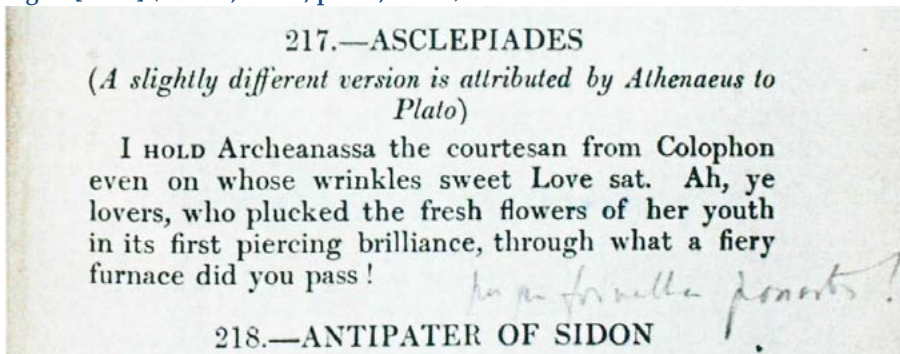 217.—ASCLEPIADES
(A slightly different version is attributed by Athenaeus to
Plato)
I HOLD Archeanassa the courtesan from Colophon
even on whose wrinkles sweet Love sat. Ah, ye
lovers, who plucked the fresh flowers of her youth
in its first piercing brilliance, through what a fiery
furnace did you pass !
218.—ANTIPATER OF SIDON